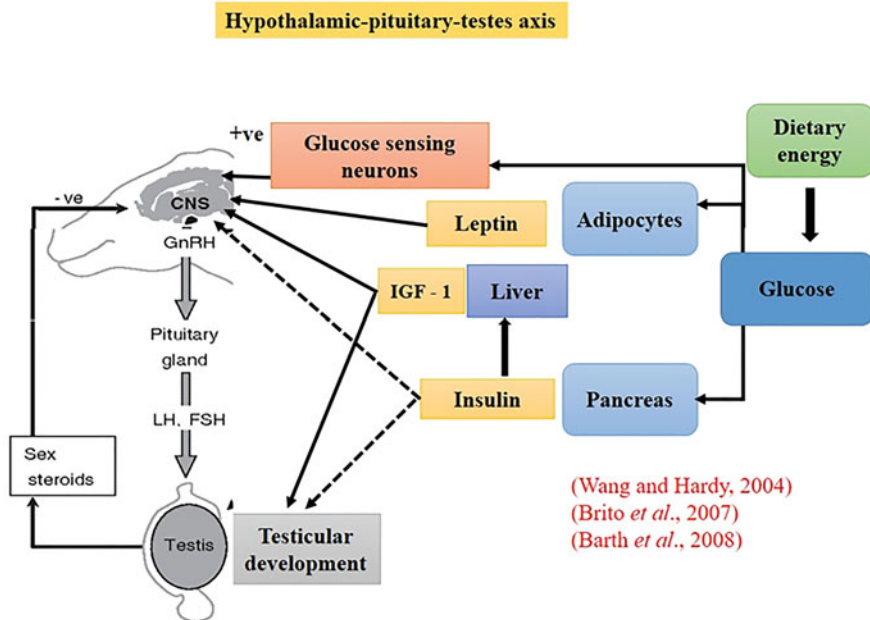 Hypothalamic-pituitary-testes axis
+ve
Glucose sensing
neurons
Dietary
energy
- ve
CNS
GnRH
Leptin
Adipocytes
IGF - 1
Liver
Glucose
Pituitary
gland
Insulin
Pancreas
LH, FSH
Sex
steroids
Testis
Testicular
development
(Wang and Hardy, 2004)
(Brito et al., 2007)
(Barth et al., 2008)